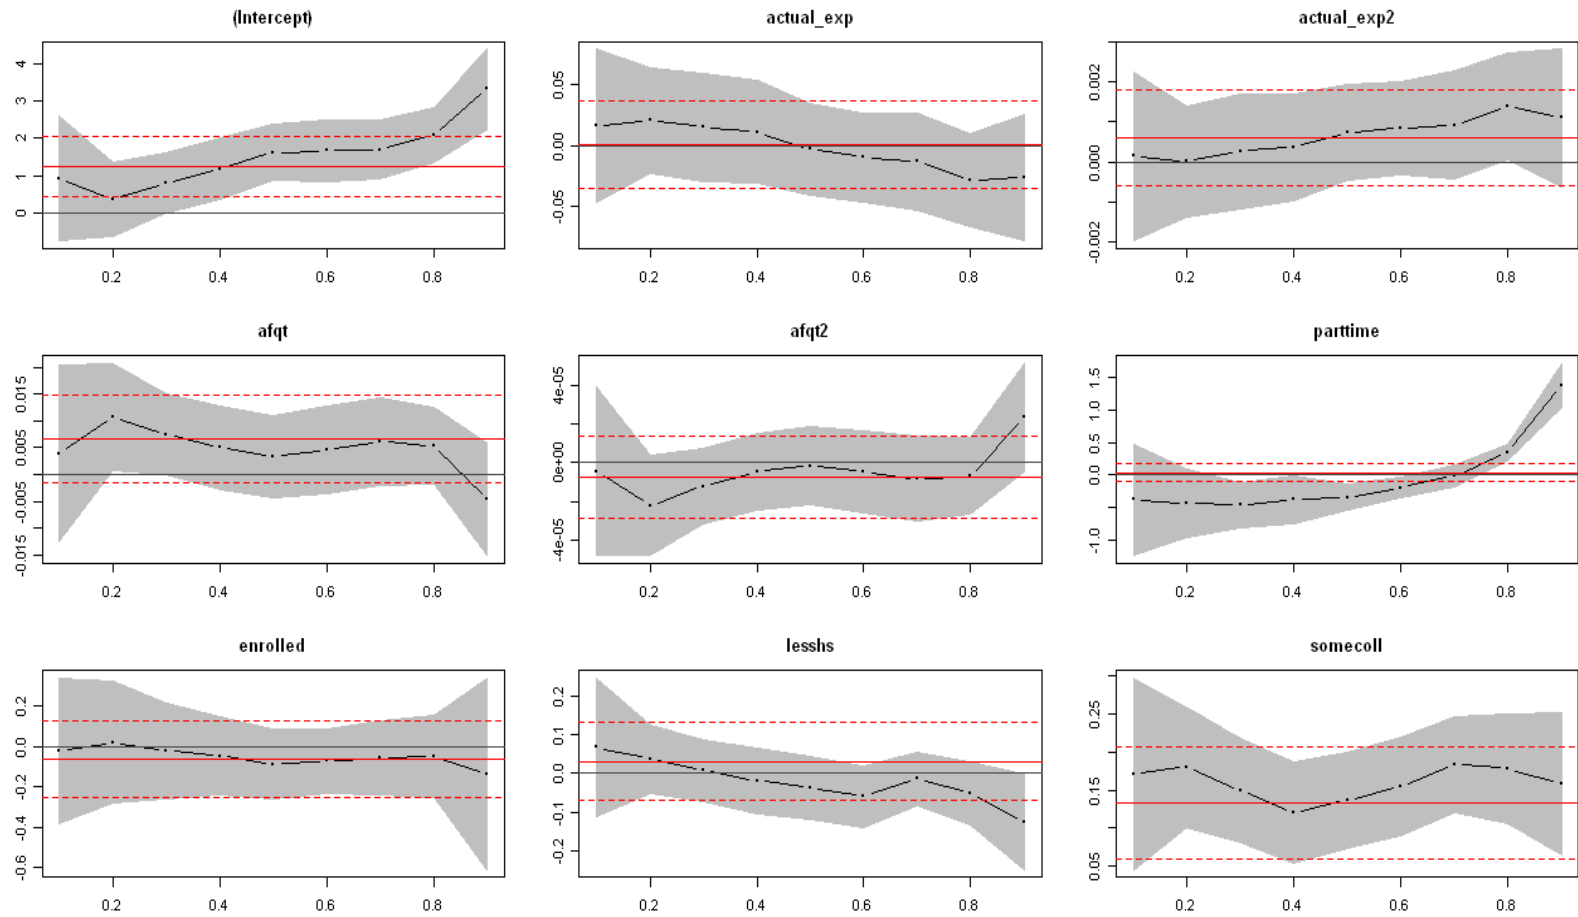 (Intercept)
actual_exp
actual_exp2
4
3
2
1
0
0.2 0.4 0.6 0.8
0.05
0.00
-0.05
0.2 0.4 0.6 0.8
0.002
0.000
-0.002
0.2 0.4 0.6 0.8
afqt
afqt2
parttime
0.015
0.005
-0.005
-0.015
0.2 0.4 0.6 0.8
4e-05
0e+00
-4e-05
0.2 0.4 0.6 0.8
1.5
1.0
0.5
0.0
-1.0
0.2 0.4 0.6 0.8
enrolled
lesshs
somecoll
0.2
0.0
-0.2
-0.4
-0.6
0.2 0.4 0.6 0.8
0.2
0.1
0.0
-0.1
-0.2
0.2 0.4 0.6 0.8
0.25
0.15
0.05
0.2 0.4 0.6 0.8